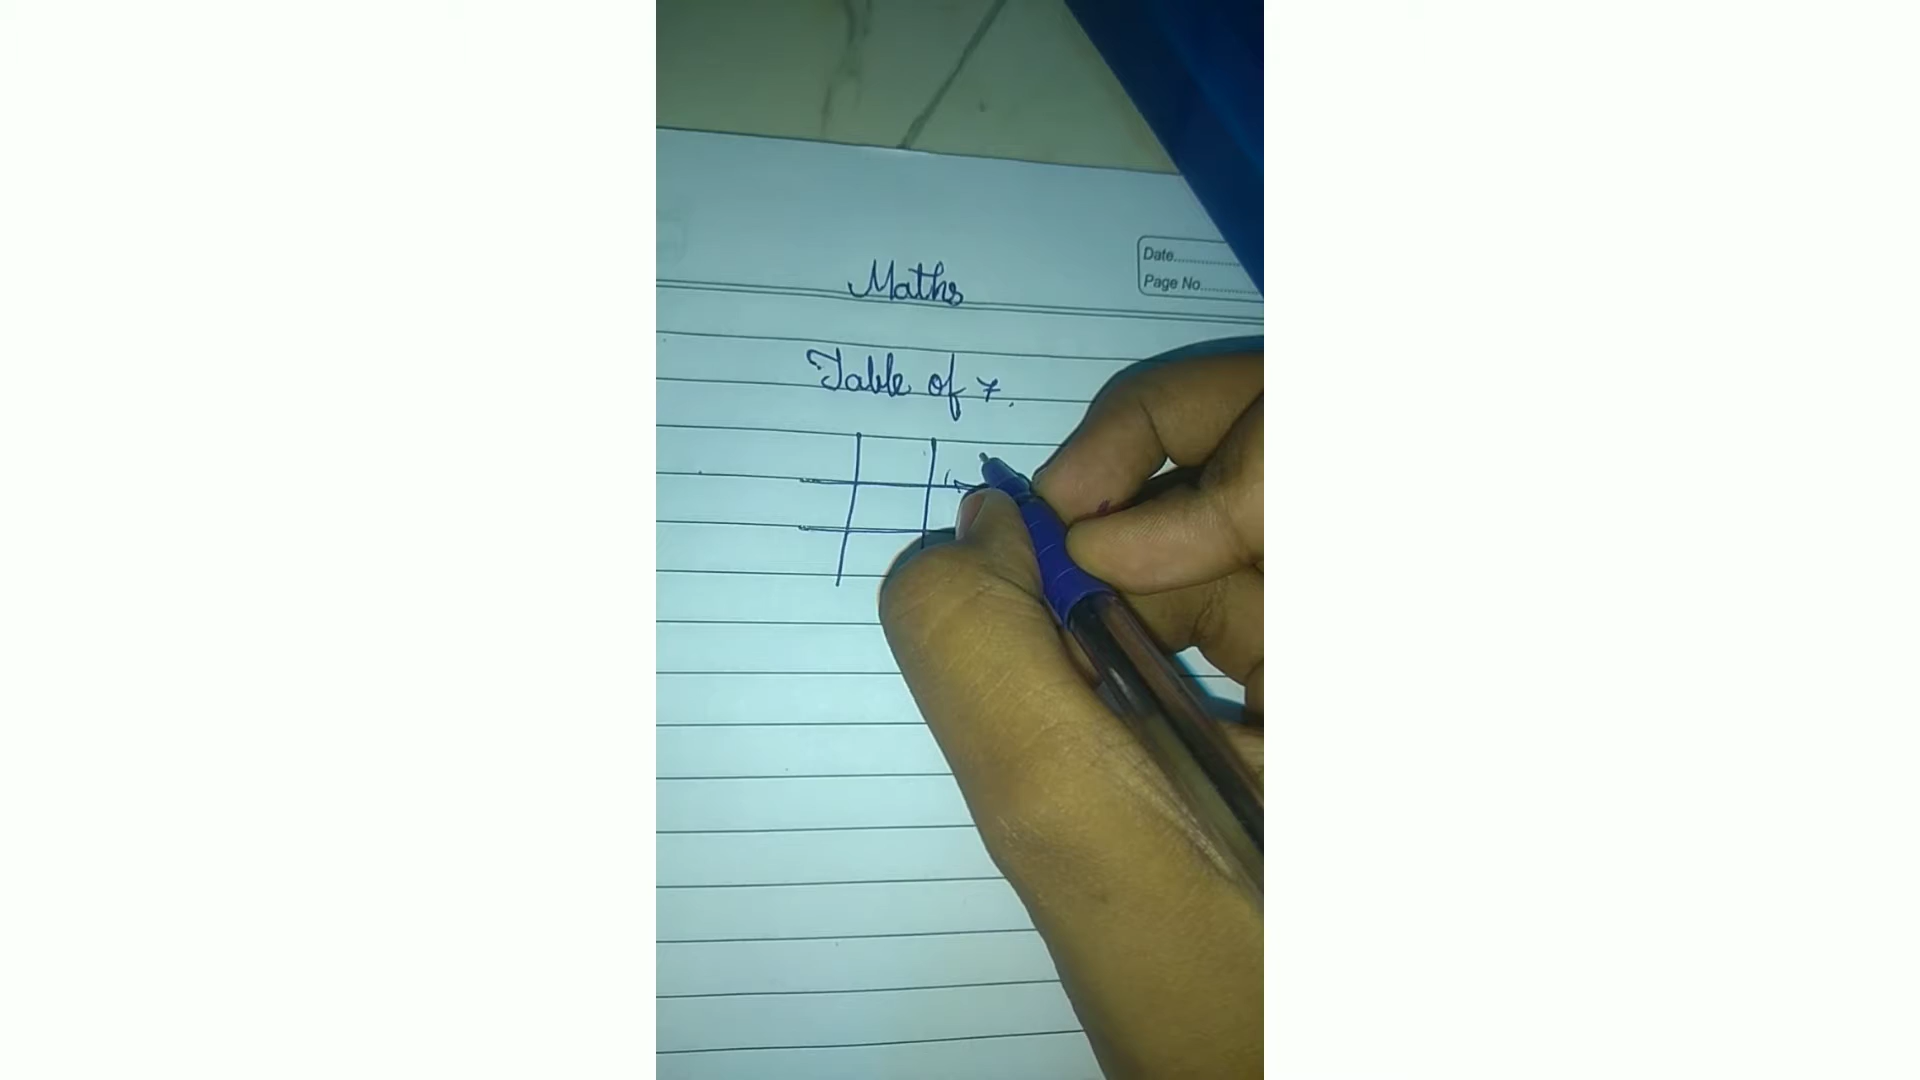 Date..................
Page No..............
Maths
Table of 7.